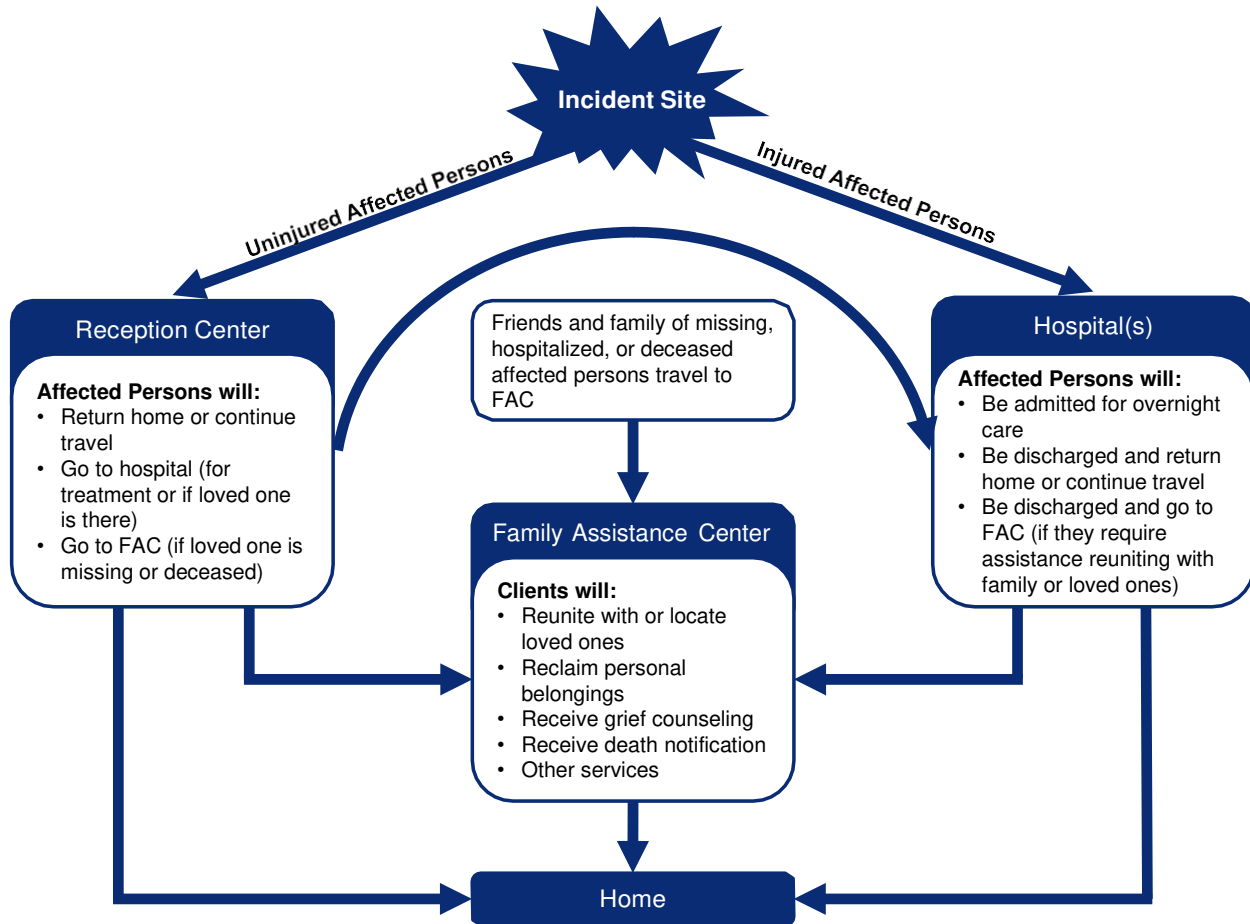 Incident Site
Uninjured Affected Persons
Injured Affected Persons
Reception Center
Affected Persons will:
• Return home or continue
travel
• Go to hospital (for
treatment or if loved one
is there)
• Go to FAC (if loved one is
missing or deceased)
Friends and family of missing,
hospitalized, or deceased
affected persons travel to
FAC
Hospital(s)
Affected Persons will:
• Be admitted for overnight
care
• Be discharged and return
home or continue travel
• Be discharged and go to
FAC (if they require
assistance reuniting with
family or loved ones)
Family Assistance Center
Clients will:
• Reunite with or locate
loved ones
• Reclaim personal
belongings
• Receive grief counseling
• Receive death notification
• Other services
Home